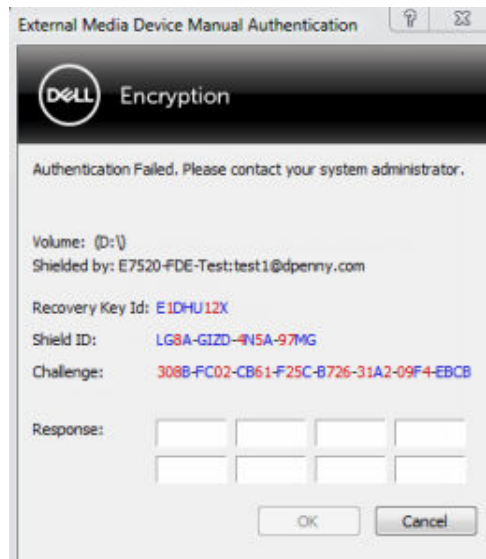 External Media Device Manual Authentication
DELL Encryption
Authentication Failed. Please contact your system administrator.
Volume: (D:\)
Shielded by: E7520-FDE-Test:test1@dpenny.com
Recovery Key Id: E1DHU12X
Shield ID: LG8A-GIZD-4N5A-97MG
Challenge: 308B-FC02-CB61-F25C-B726-31A2-09F4-EBCB
Response:
OK Cancel